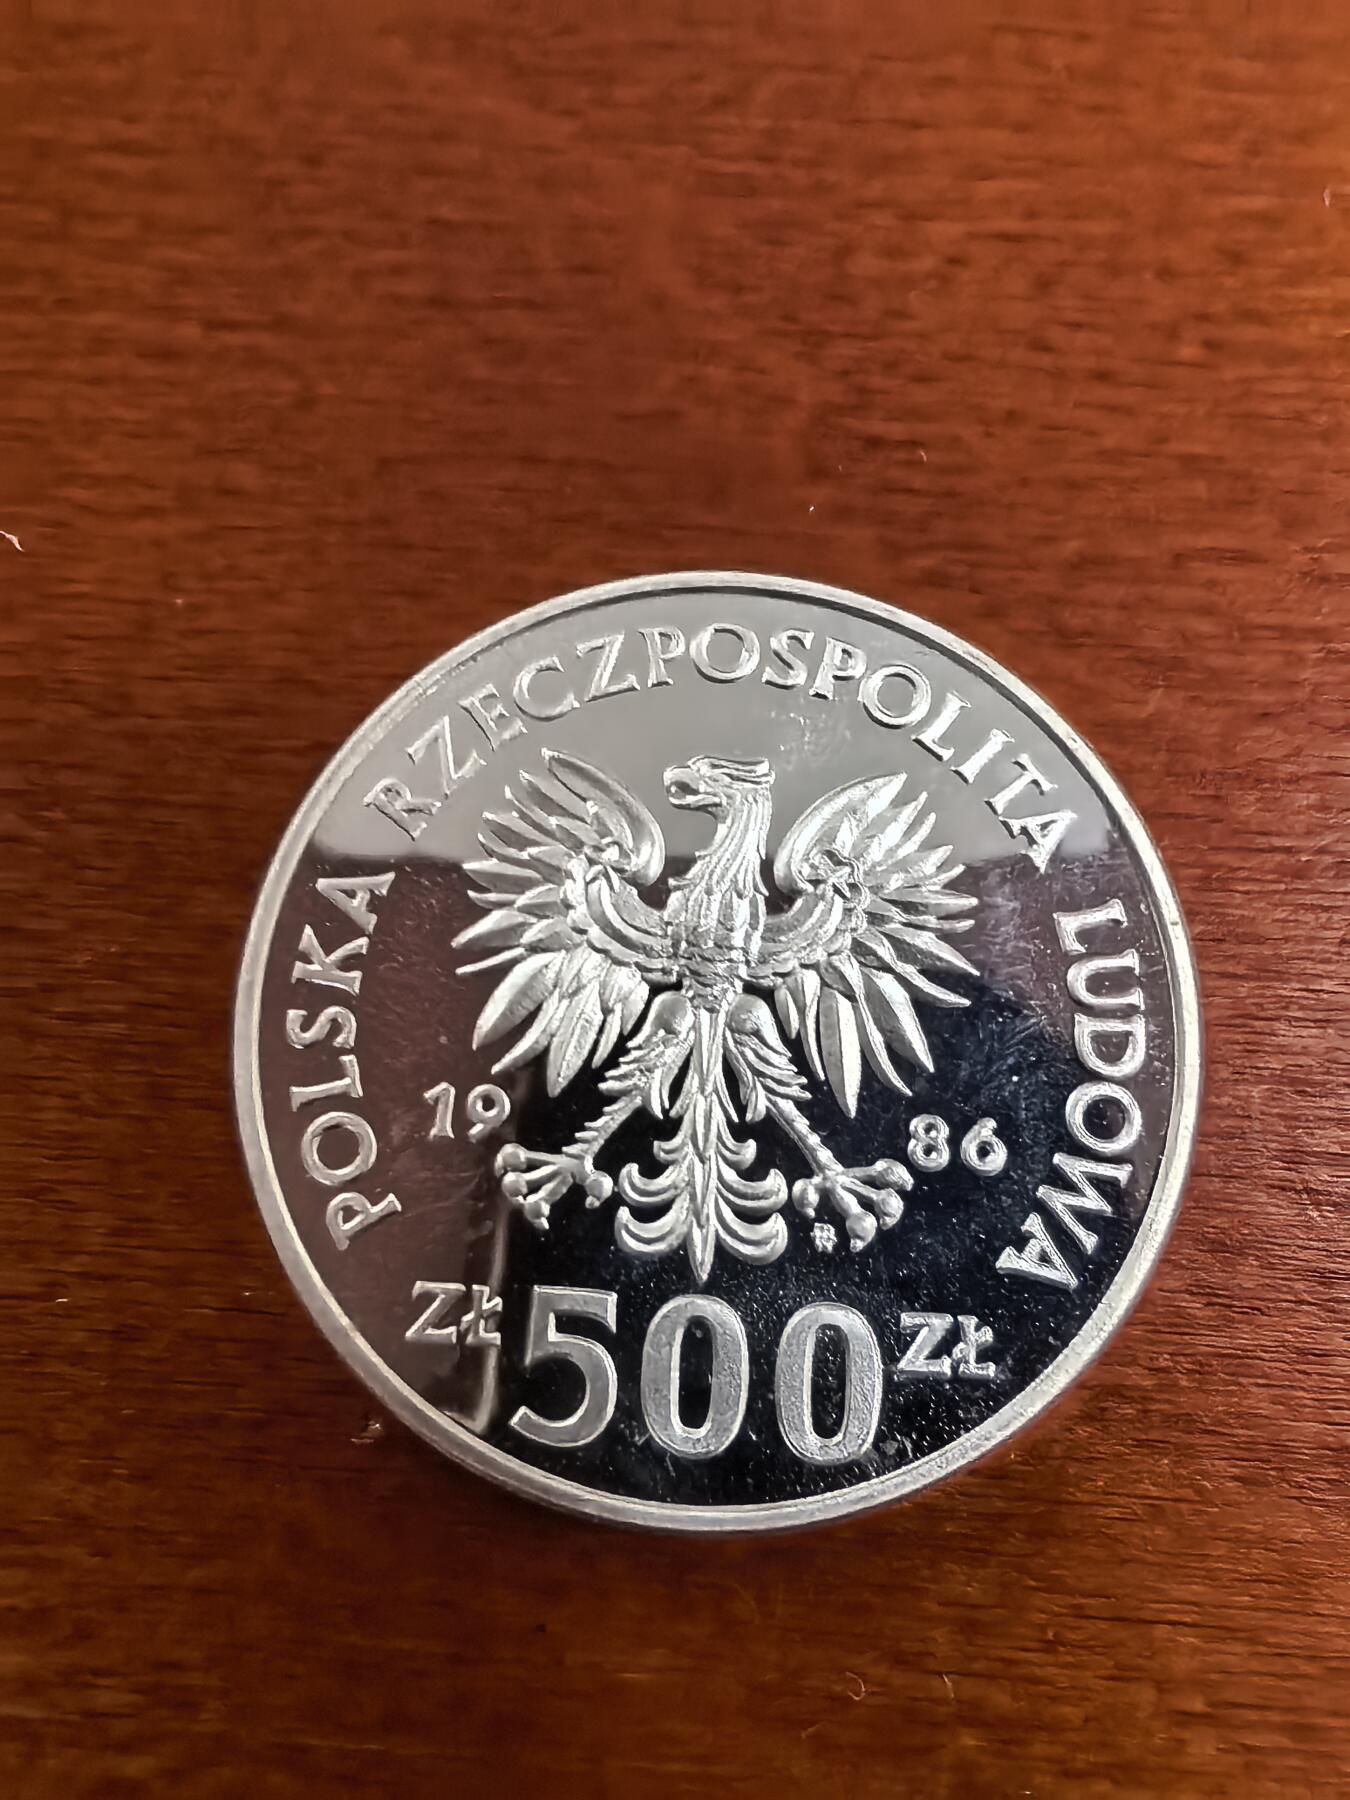 POLSKA RZECZPOSPOLITA LUDOWA
19 86
ZŁ 500 ZŁ